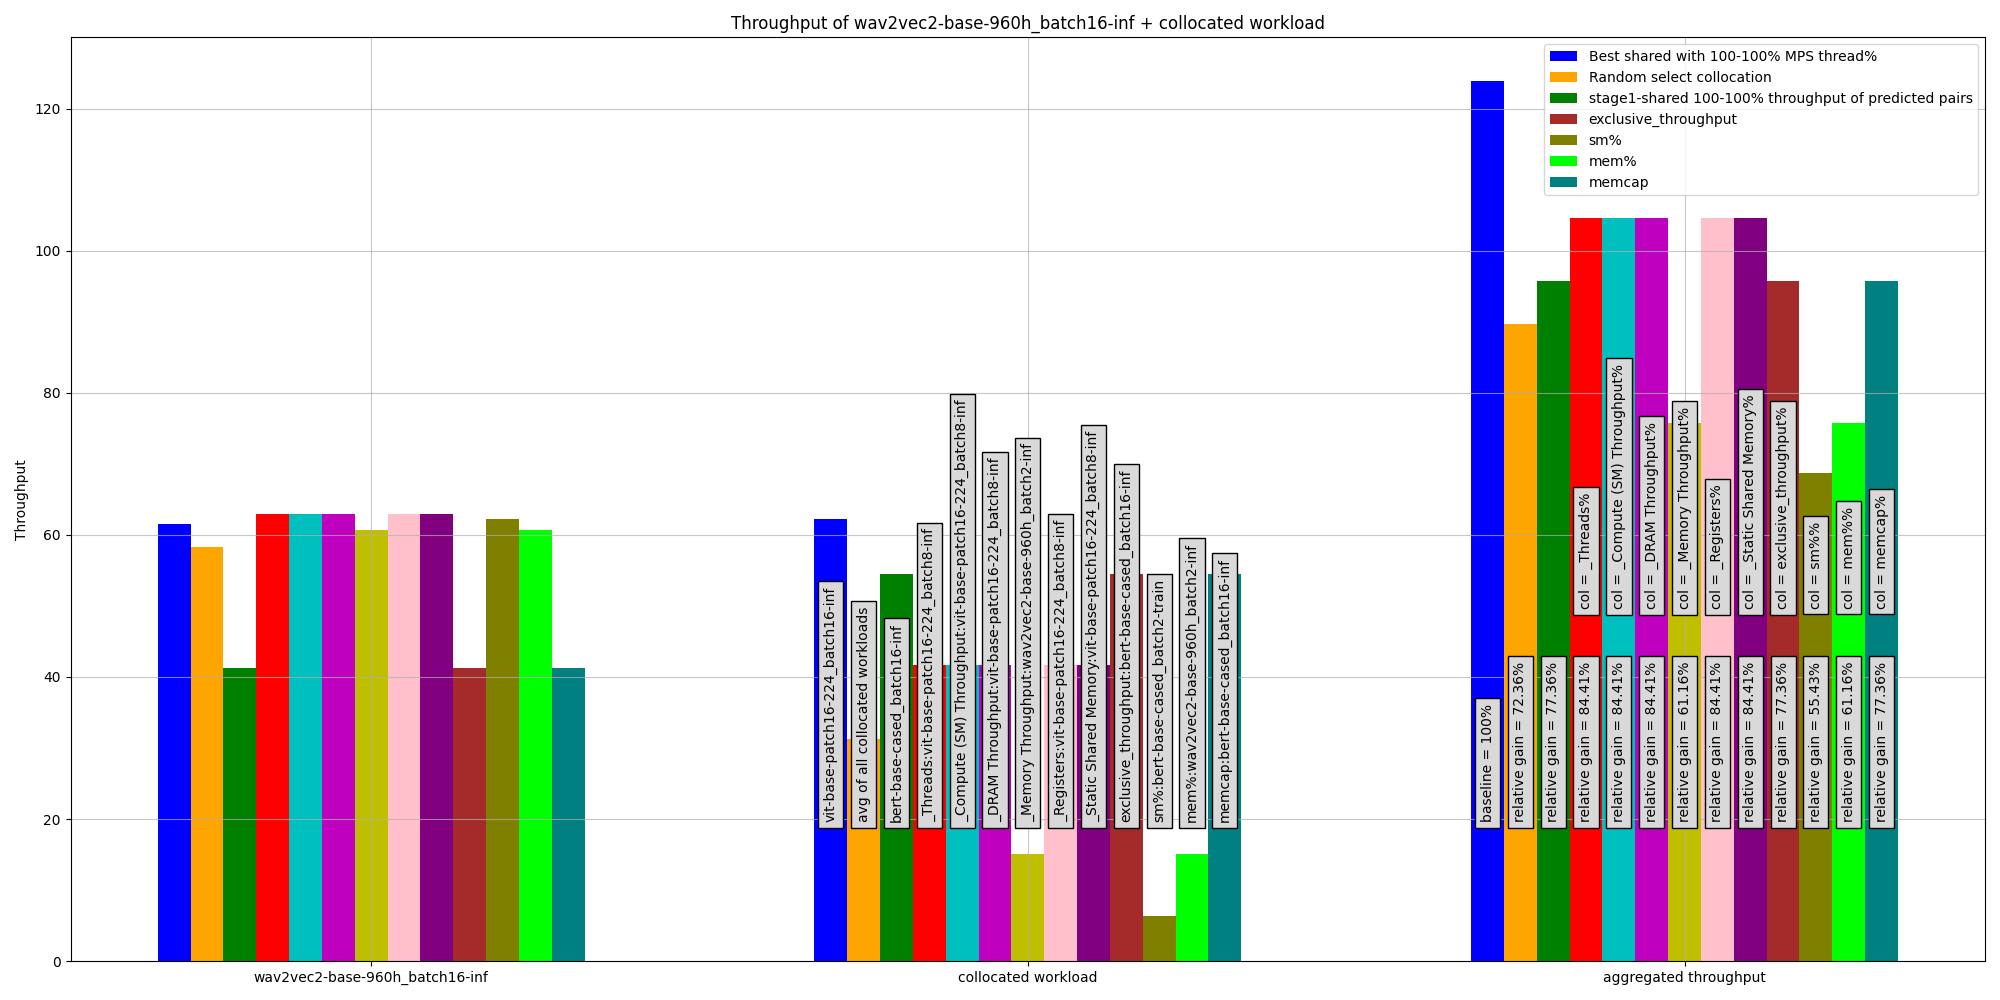 Throughput of wav2vec2-base-960h_batch16-inf + collocated workload
Best shared with 100-100% MPS thread%
Random select collocation
stage1-shared 100-100% throughput of predicted pairs
exclusive_throughput
sm%
mem%
memcap
Throughput
120
100
80
60
40
20
0
vit-base-patch16-224_batch16-inf
avg of all collocated workloads
bert-base-cased_batch16-inf
_Threads:vit-base-patch16-224_batch8-inf
_Compute (SM) Throughput:vit-base-patch16-224_batch8-inf
_DRAM Throughput:vit-base-patch16-224_batch8-inf
_Memory Throughput:wav2vec2-base-960h_batch2-inf
_Registers:vit-base-patch16-224_batch8-inf
_Static Shared Memory:vit-base-patch16-224_batch8-inf
exclusive_throughput:bert-base-cased_batch16-inf
sm%:bert-base-cased_batch2-train
mem%:wav2vec2-base-960h_batch2-inf
memcap:bert-base-cased_batch16-inf
col = _Threads%
col = _Compute (SM) Throughput%
col = _DRAM Throughput%
col = _Memory Throughput%
col = _Registers%
col = _Static Shared Memory%
col = exclusive_throughput%
col = sm%%
col = mem%%
col = memcap%
baseline = 100%
relative gain = 72.36%
relative gain = 77.36%
relative gain = 84.41%
relative gain = 84.41%
relative gain = 84.41%
relative gain = 61.16%
relative gain = 84.41%
relative gain = 84.41%
relative gain = 77.36%
relative gain = 55.43%
relative gain = 61.16%
relative gain = 77.36%
wav2vec2-base-960h_batch16-inf
collocated workload
aggregated throughput